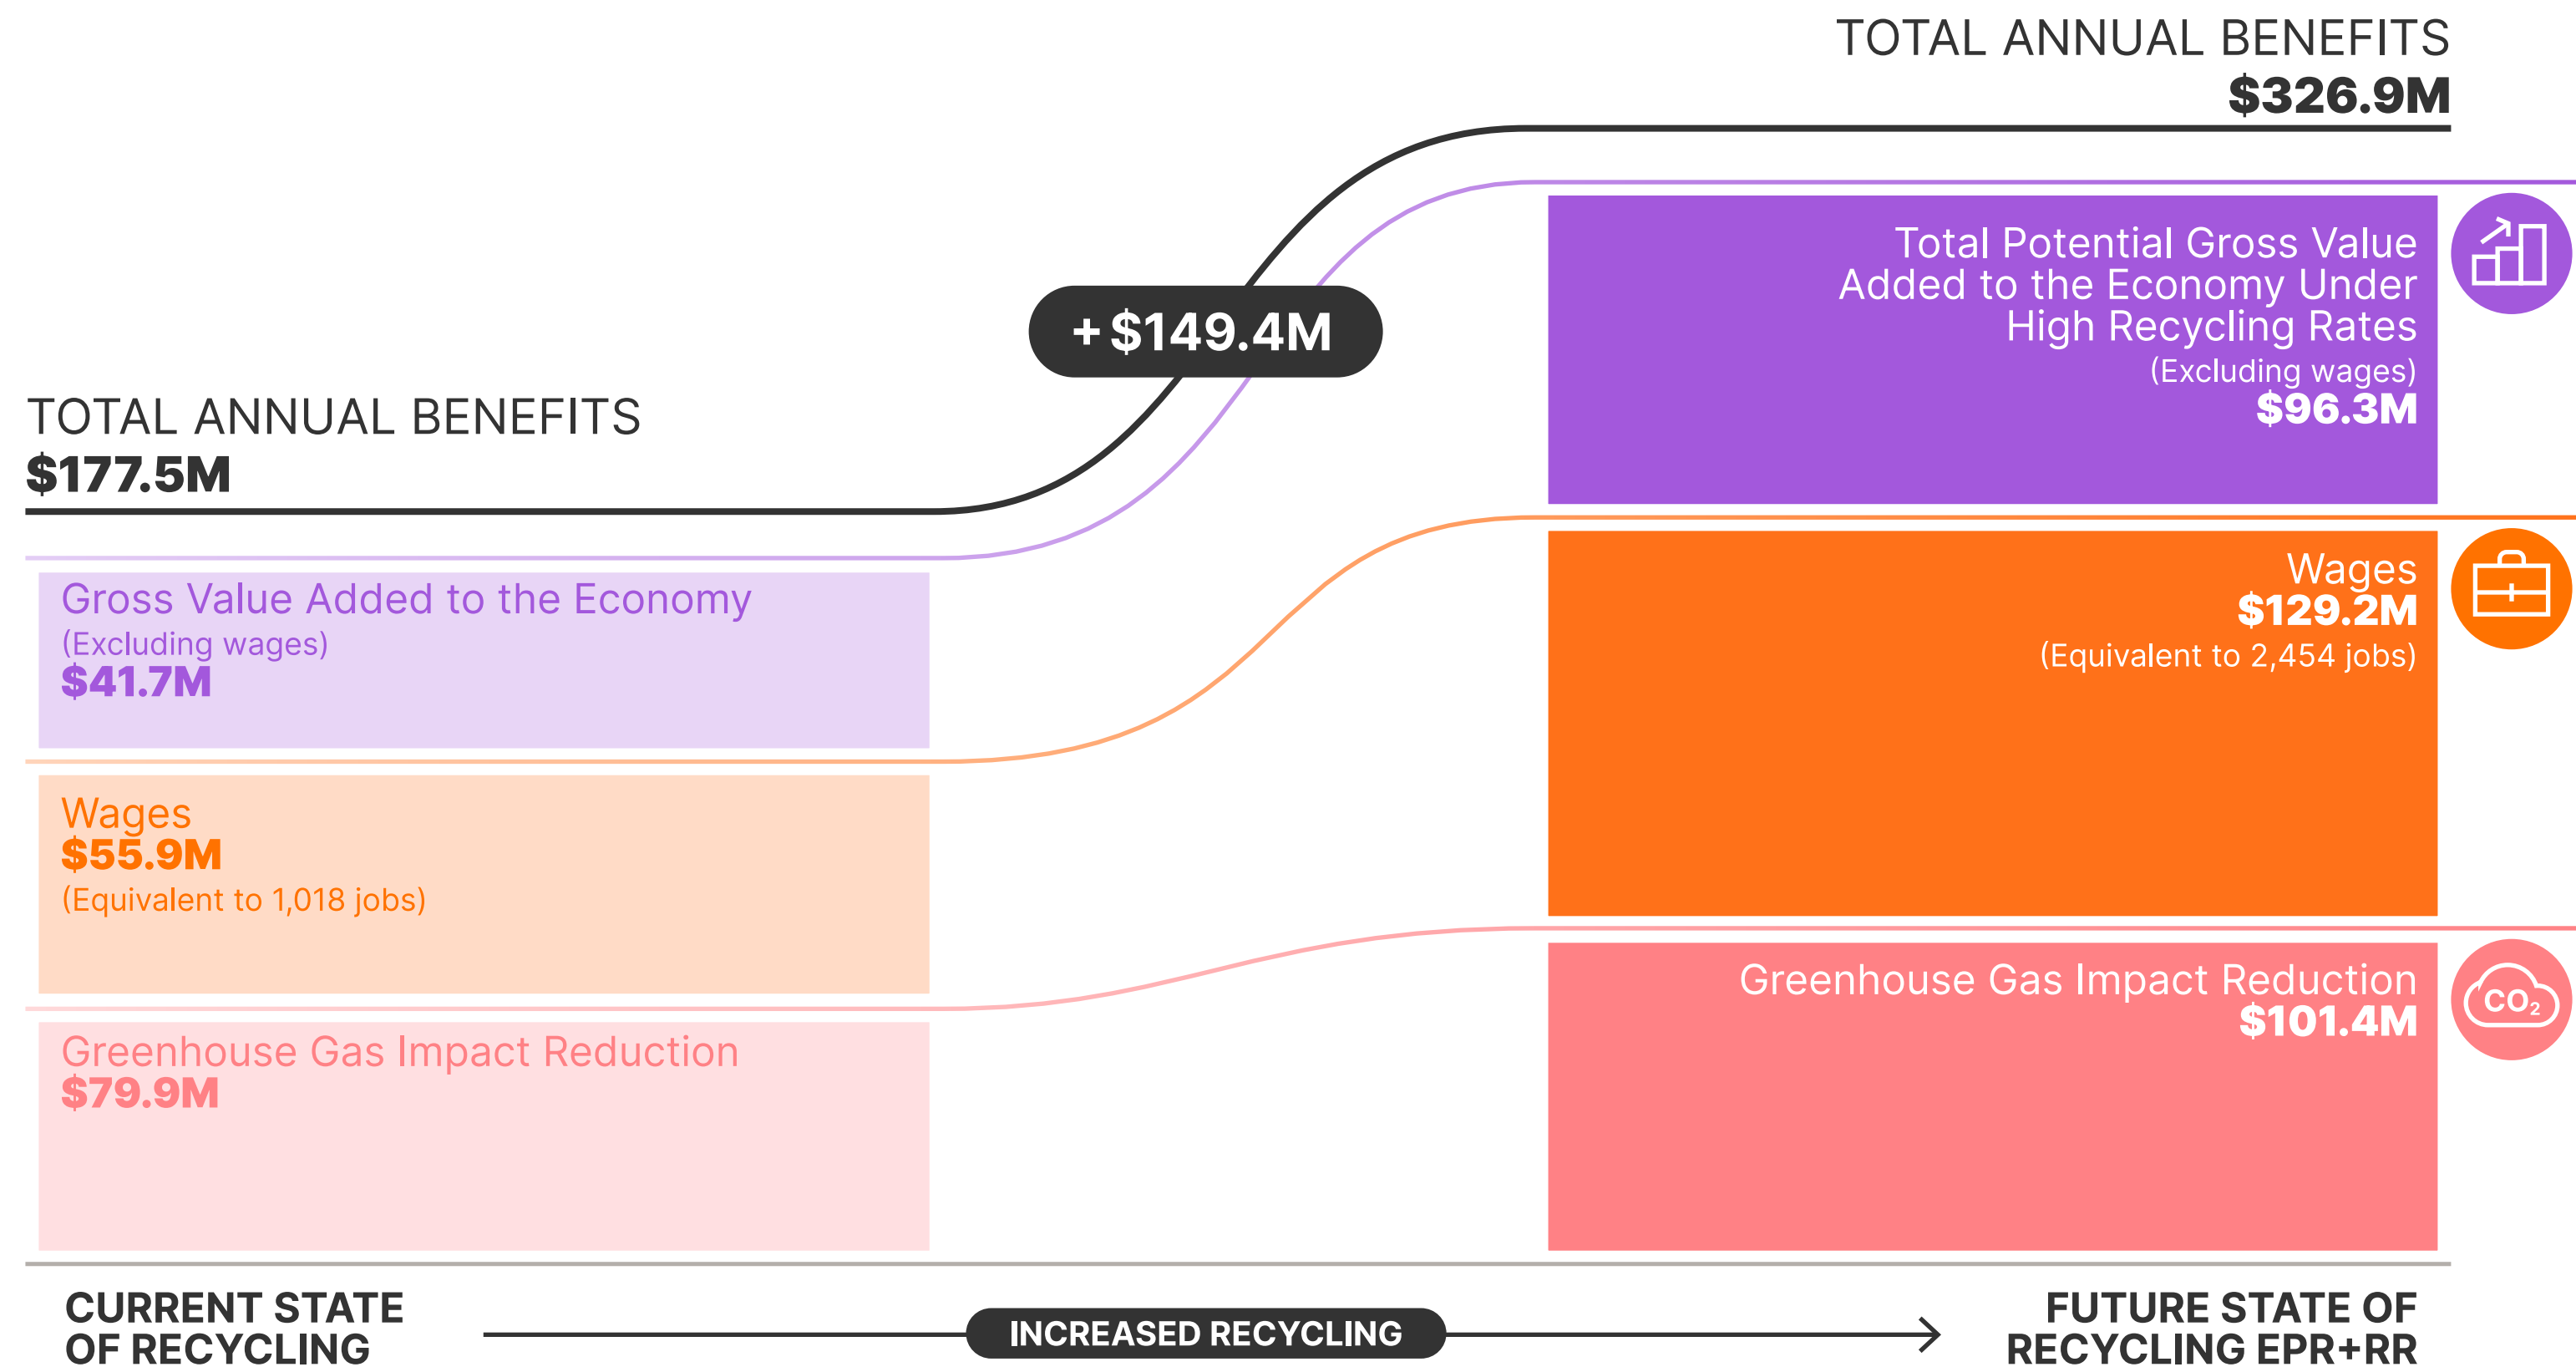 TOTAL ANNUAL BENEFITS
$326.9M
TOTAL ANNUAL BENEFITS
$177.5M
+$149.4M
Total Potential Gross Value
Added to the Economy Under
High Recycling Rates
(Excluding wages)
$96.3M
Gross Value Added to the Economy
(Excluding wages)
$41.7M
Wages
$129.2M
(Equivalent to 2,454 jobs)
Wages
$55.9M
(Equivalent to 1,018 jobs)
Greenhouse Gas Impact Reduction
$101.4M
CO₂
Greenhouse Gas Impact Reduction
$79.9M
CURRENT STATE
OF RECYCLING
INCREASED RECYCLING
FUTURE STATE OF
RECYCLING EPR+RR